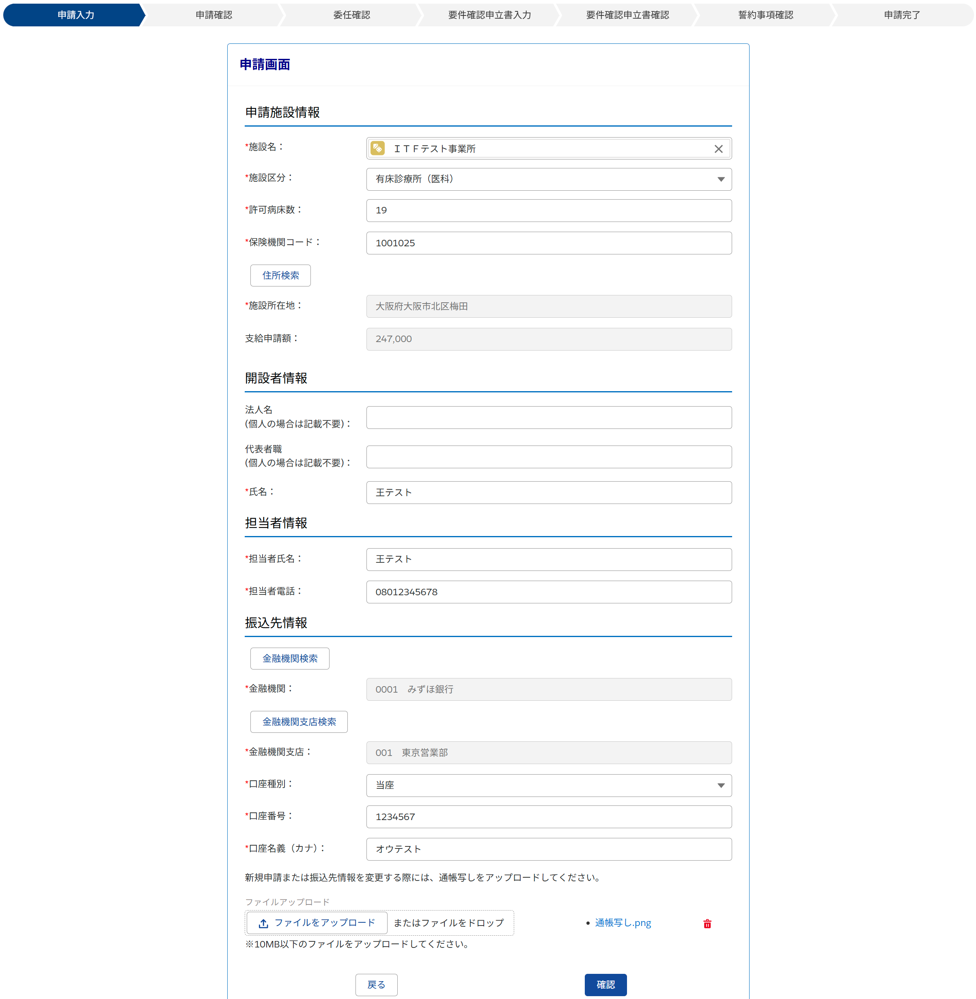 申請入力 申請確認 委任確認 要件確認申立書入力 要件確認申立書確認 誓約事項確認 申請完了
申請画面
申請施設情報
*施設名： ＩＴＦテスト事業所
*施設区分： 有床診療所（医科）
*許可病床数： 19
*保険機関コード： 1001025
住所検索
*施設所在地： 大阪府大阪市北区梅田
支給申請額： 247,000
開設者情報
法人名
(個人の場合は記載不要)：
代表者職
(個人の場合は記載不要)：
*氏名： 王テスト
担当者情報
*担当者氏名： 王テスト
*担当者電話： 08012345678
振込先情報
金融機関検索
*金融機関： 0001　みずほ銀行
金融機関支店検索
*金融機関支店： 001　東京営業部
*口座種別： 当座
*口座番号： 1234567
*口座名義（カナ）： オウテスト
新規申請または振込先情報を変更する際には、通帳写しをアップロードしてください。
ファイルアップロード
ファイルをアップロード またはファイルをドロップ • 通帳写し.png
※10MB以下のファイルをアップロードしてください。
戻る 確認